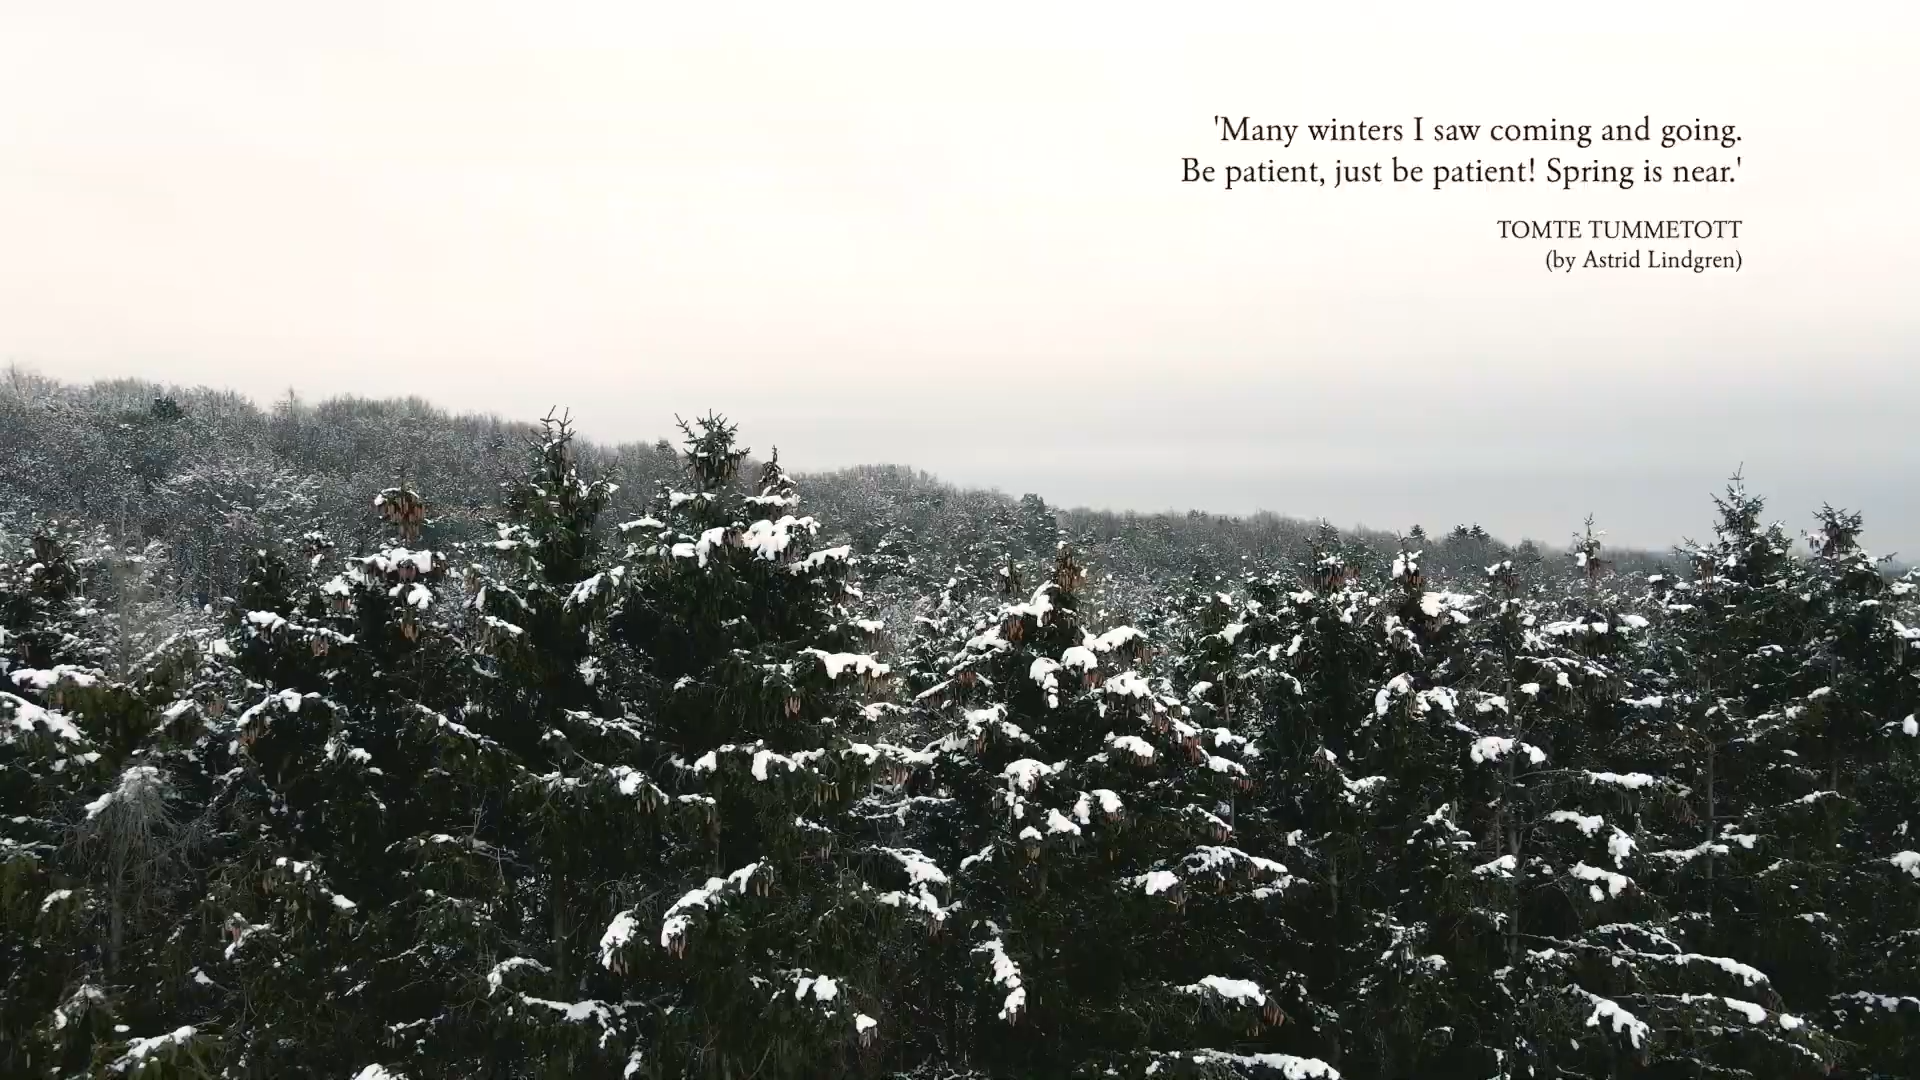 'Many winters I saw coming and going.
Be patient, just be patient! Spring is near.'
TOMTE TUMMETOTT
(by Astrid Lindgren)